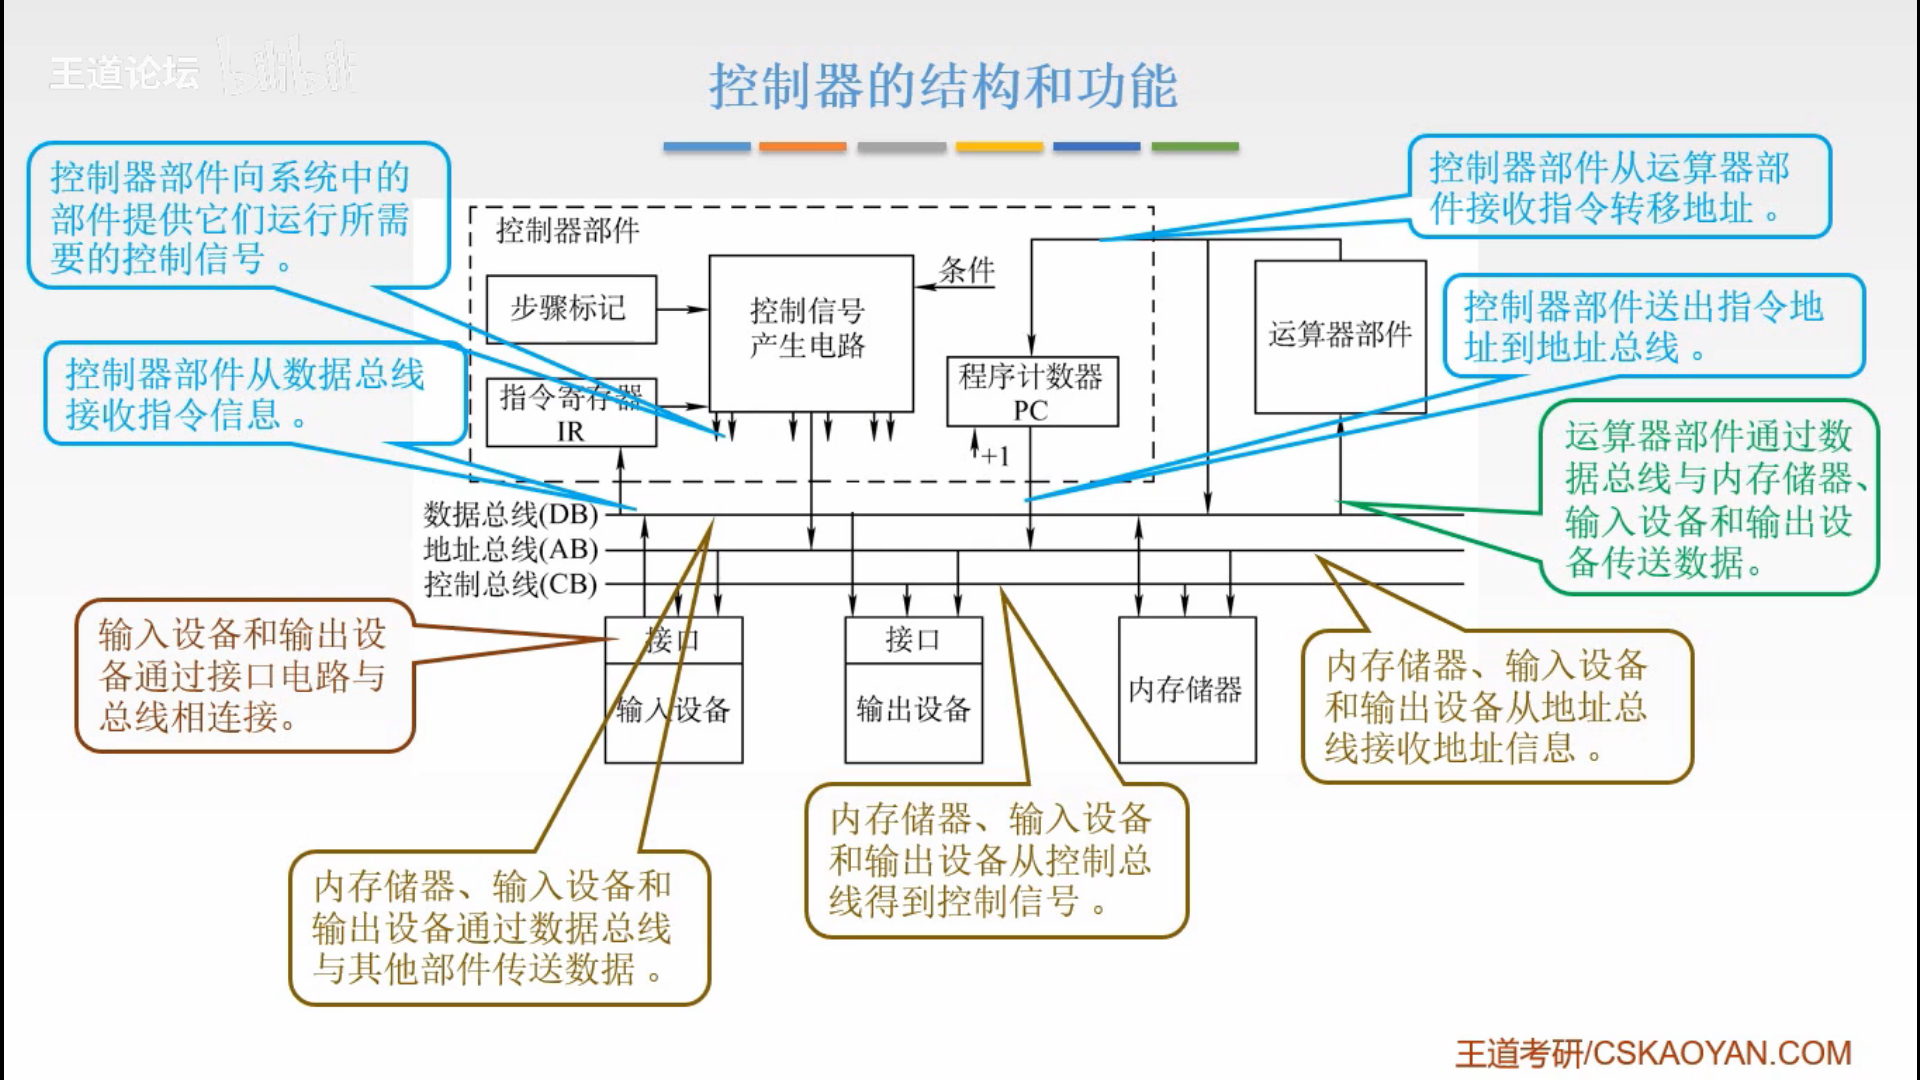 王道论坛 bilibili
控制器的结构和功能
控制器部件向系统中的
部件提供它们运行所需
要的控制信号。
控制器部件从运算器部
件接收指令转移地址。
控制器部件
条件
步骤标记
控制信号
产生电路
运算器部件
控制器部件送出指令地
址到地址总线。
控制器部件从数据总线
接收指令信息。
指令寄存器
IR
程序计数器
PC
+1
运算器部件通过数
据总线与内存储器、
输入设备和输出设
备传送数据。
数据总线(DB)
地址总线(AB)
控制总线(CB)
输入设备和输出设
备通过接口电路与
总线相连接。
接口
输入设备
接口
输出设备
内存储器
内存储器、输入设备
和输出设备从地址总
线接收地址信息。
内存储器、输入设备
和输出设备从控制总
线得到控制信号。
内存储器、输入设备和
输出设备通过数据总线
与其他部件传送数据。
王道考研/CSKAOYAN.COM